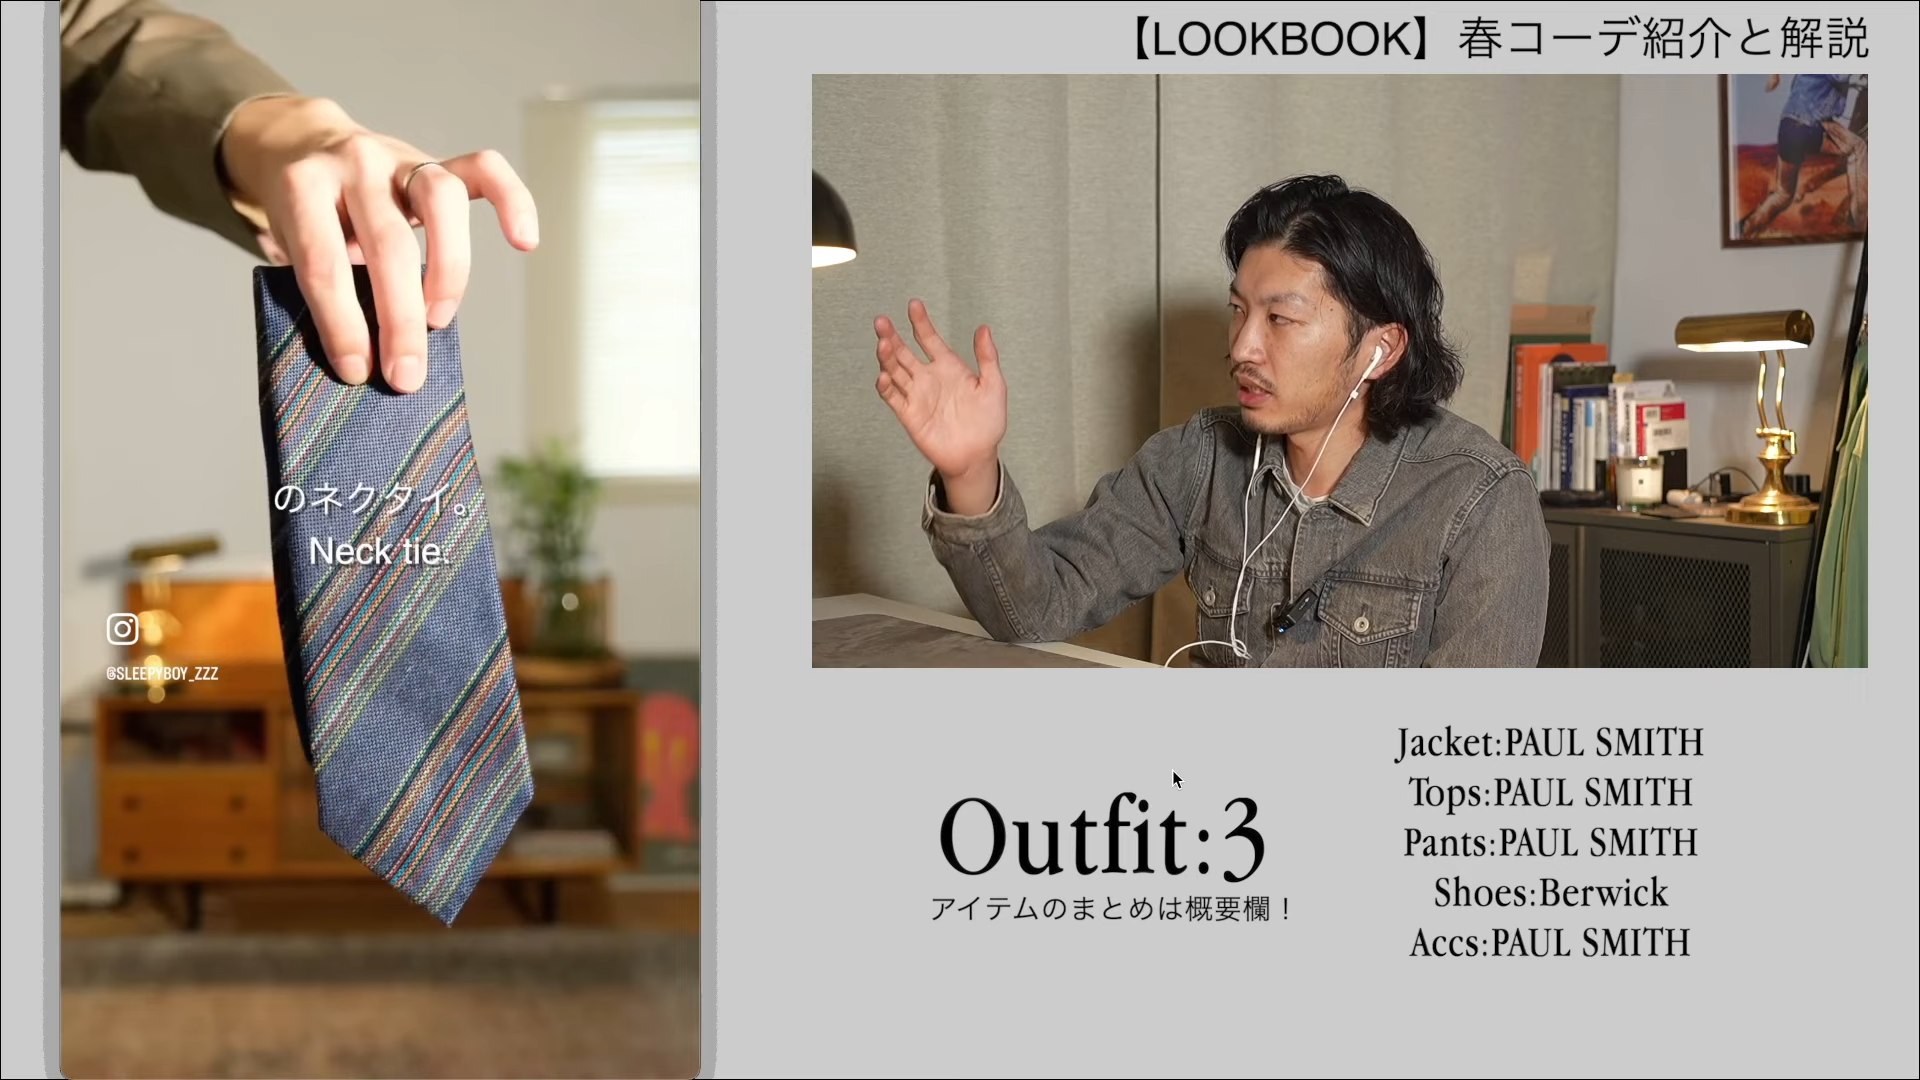 【LOOKBOOK】春コーデ紹介と解説
のネクタイ。
Neck tie.
@SLEEPYBOY_ZZZ
Outfit:3
アイテムのまとめは概要欄！
Jacket:PAUL SMITH
Tops:PAUL SMITH
Pants:PAUL SMITH
Shoes:Berwick
Accs:PAUL SMITH